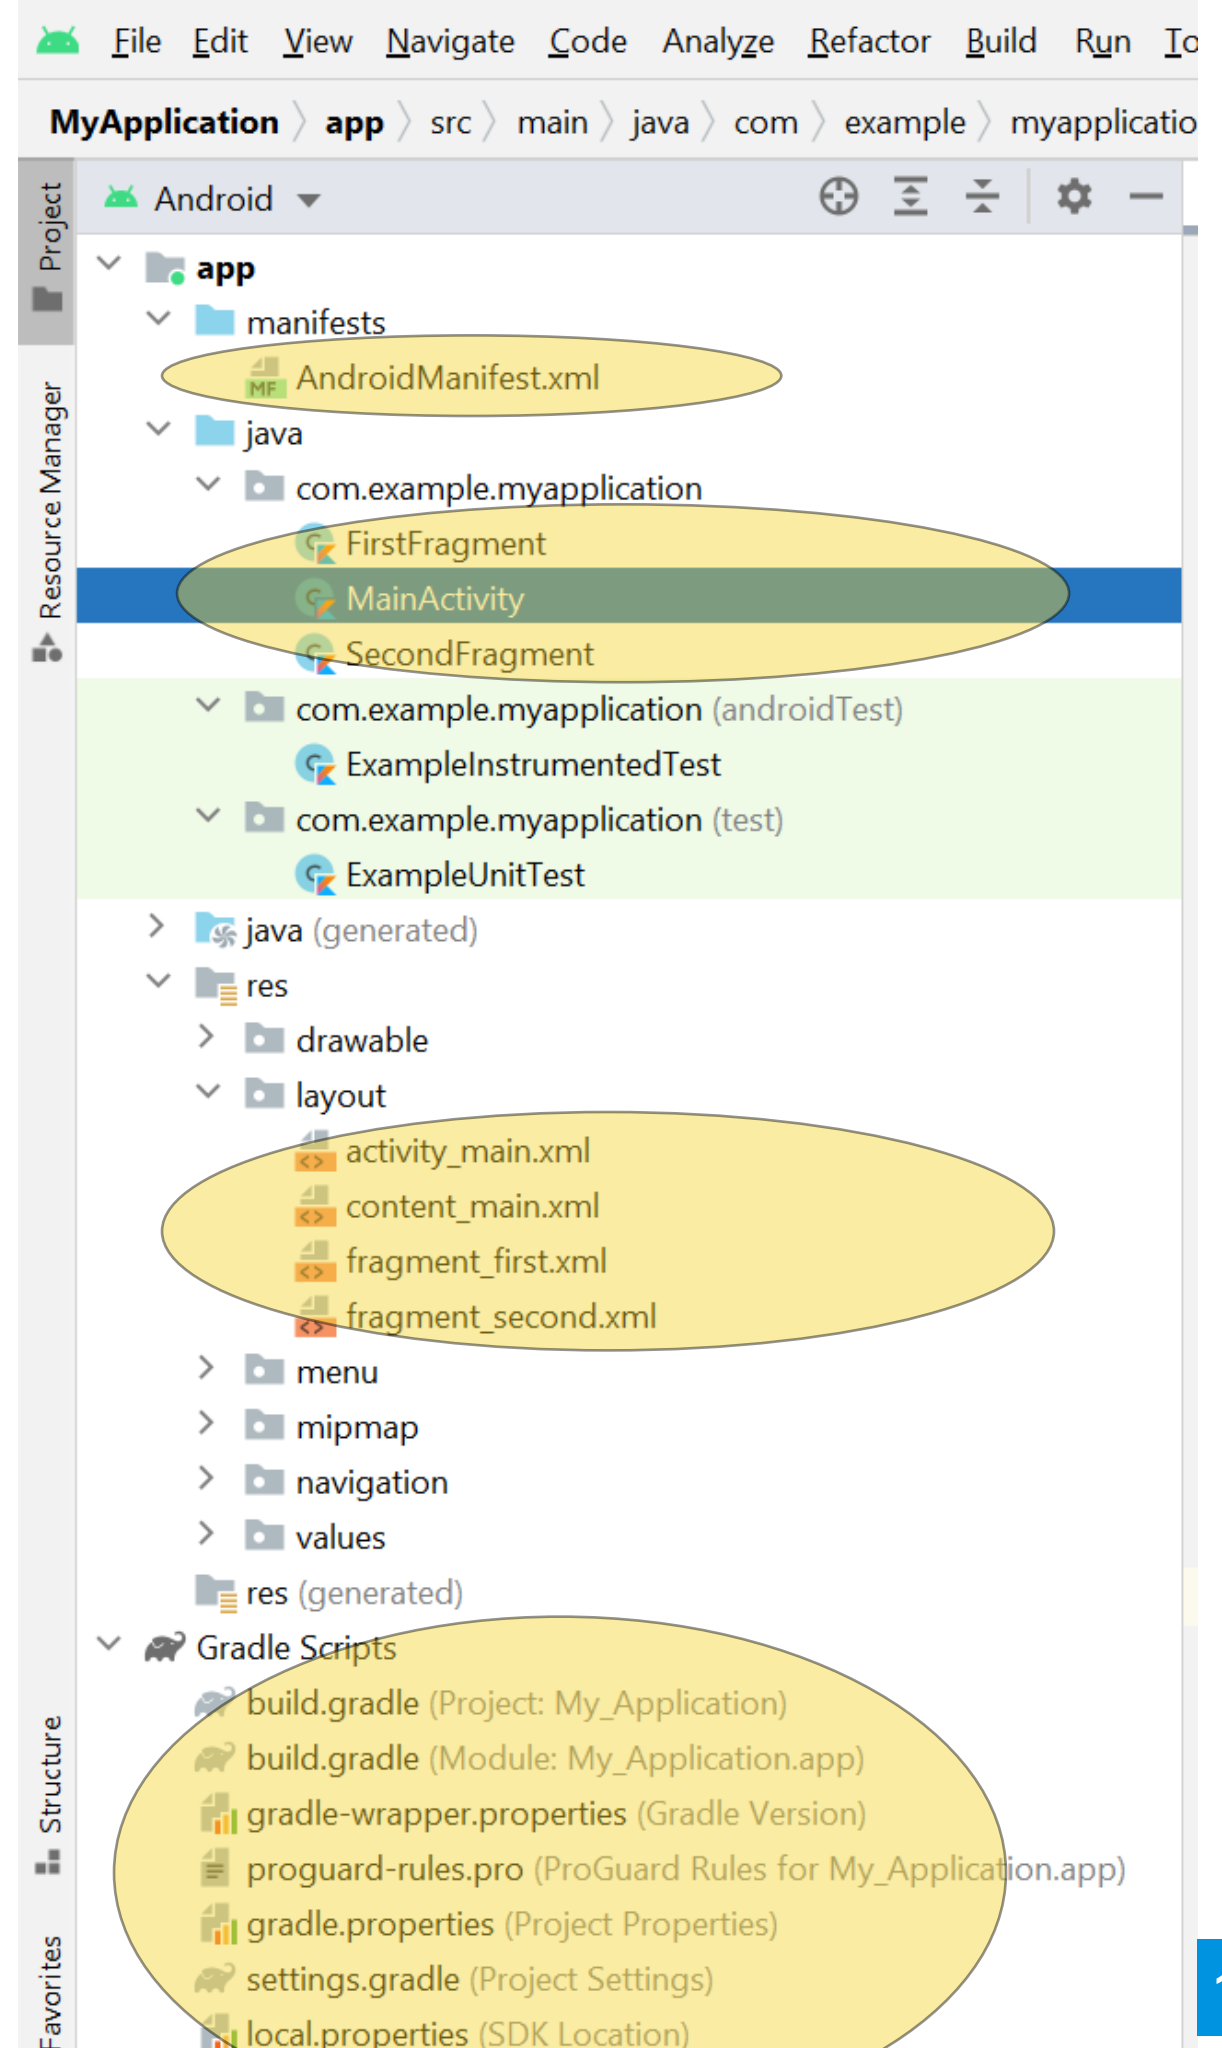 File Edit View Navigate Code Analyze Refactor Build Run To
MyApplication app src main java com example myapplicatio
Project
Android
app
manifests
MF AndroidManifest.xml
java
Resource Manager
com.example.myapplication
FirstFragment
MainActivity
SecondFragment
com.example.myapplication (androidTest)
ExampleInstrumentedTest
com.example.myapplication (test)
ExampleUnitTest
java (generated)
res
drawable
layout
activity_main.xml
content_main.xml
fragment_first.xml
fragment_second.xml
menu
mipmap
navigation
values
res (generated)
Gradle Scripts
build.gradle (Project: My_Application)
Structure
build.gradle (Module: My_Application.app)
gradle-wrapper.properties (Gradle Version)
proguard-rules.pro (ProGuard Rules for My_Application.app)
gradle.properties (Project Properties)
Favorites
settings.gradle (Project Settings)
local.properties (SDK Location)